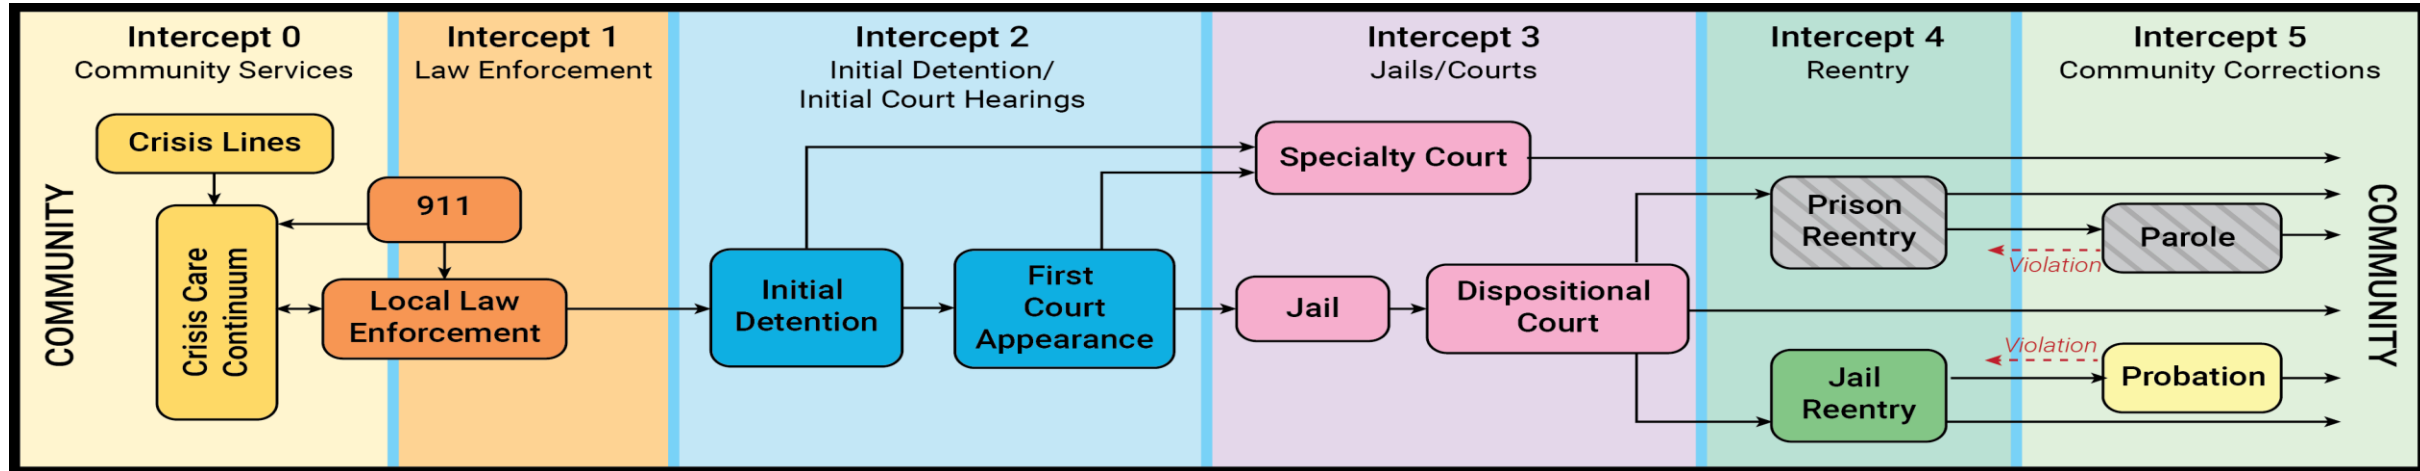 Intercept 0
Community Services
Intercept 1
Law Enforcement
Intercept 2
Initial Detention/
Initial Court Hearings
Intercept 3
Jails/Courts
Intercept 4
Reentry
Intercept 5
Community Corrections
COMMUNITY
Crisis Lines
Crisis Care
Continuum
911
Local Law
Enforcement
Initial
Detention
First
Court
Appearance
Specialty Court
Jail
Dispositional
Court
Prison
Reentry
Jail
Reentry
Violation
Parole
Violation
Probation
COMMUNITY